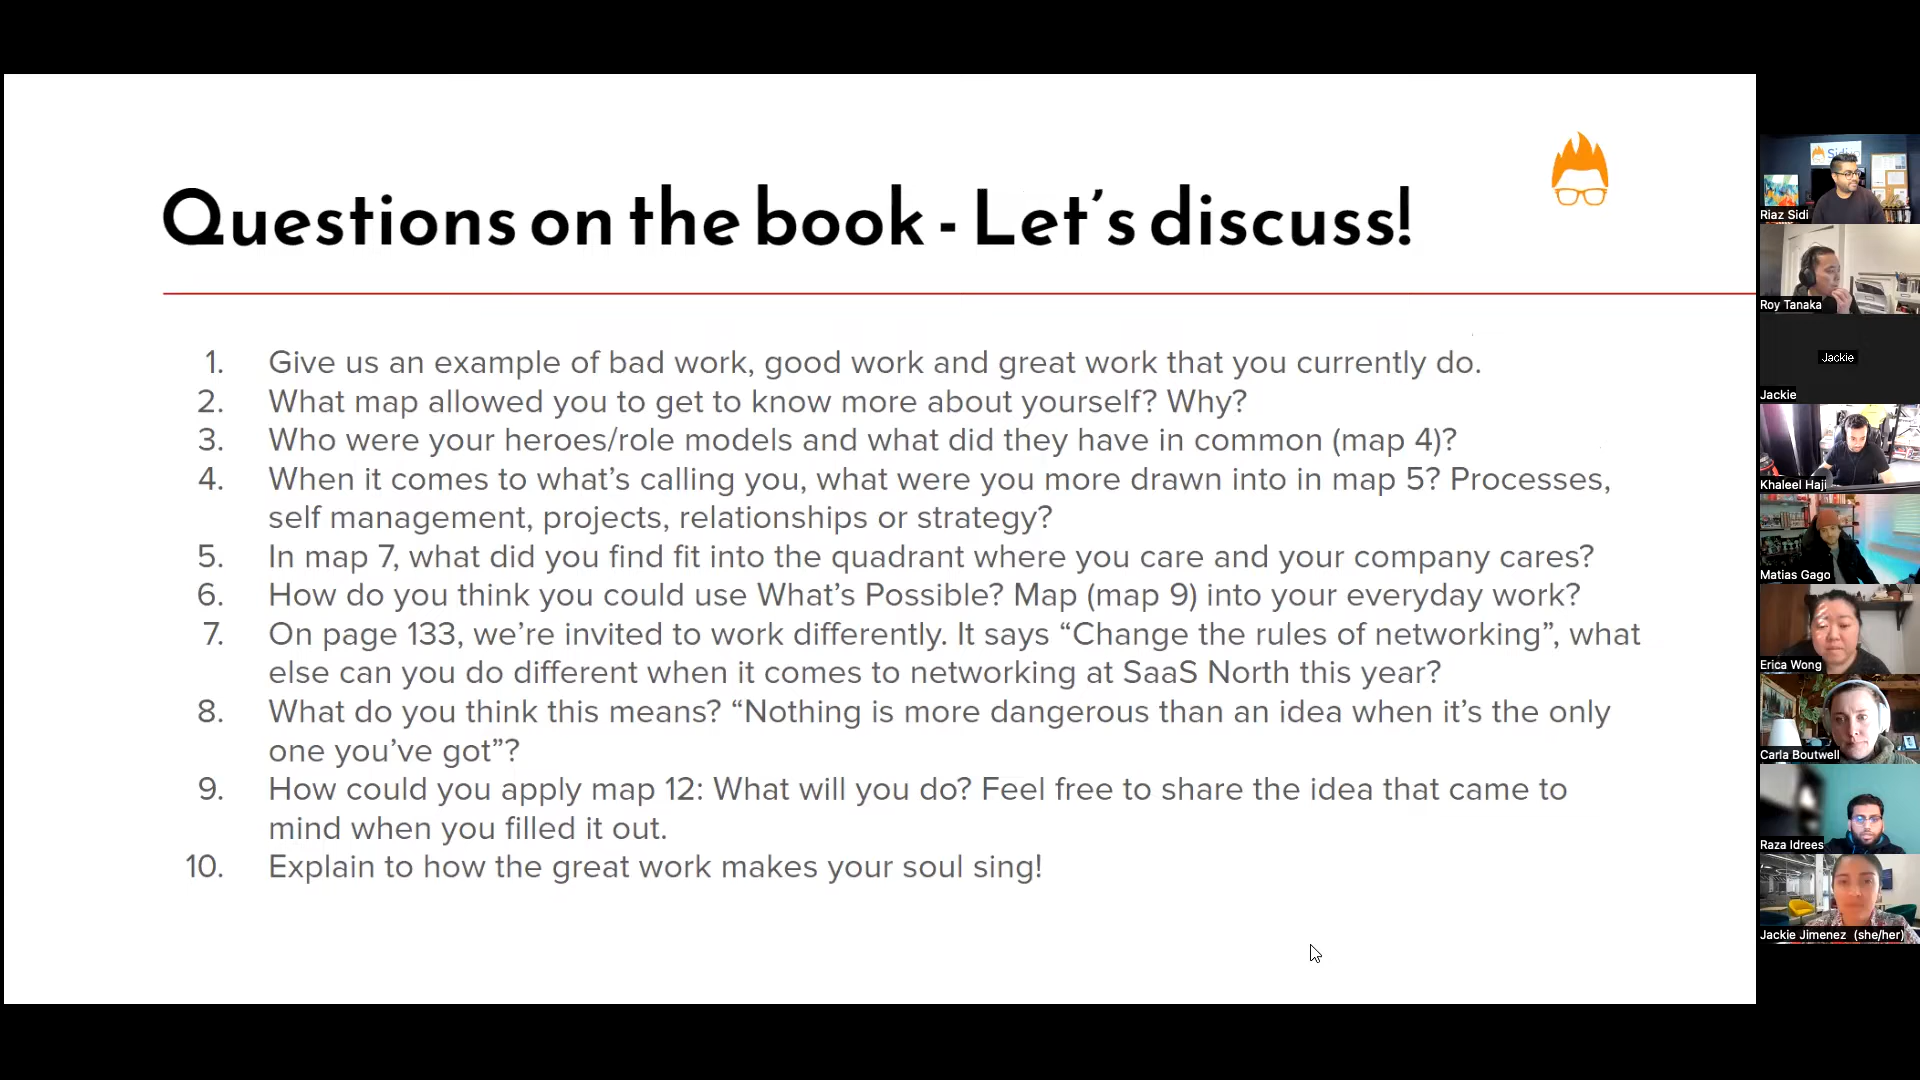 Questions on the book - Let's discuss!
1. Give us an example of bad work, good work and great work that you currently do.
2. What map allowed you to get to know more about yourself? Why?
3. Who were your heroes/role models and what did they have in common (map 4)?
4. When it comes to what's calling you, what were you more drawn into in map 5? Processes,
self management, projects, relationships or strategy?
5. In map 7, what did you find fit into the quadrant where you care and your company cares?
6. How do you think you could use What's Possible? Map (map 9) into your everyday work?
7. On page 133, we're invited to work differently. It says “Change the rules of networking”, what
else can you do different when it comes to networking at SaaS North this year?
8. What do you think this means? “Nothing is more dangerous than an idea when it's the only
one you've got”?
9. How could you apply map 12: What will you do? Feel free to share the idea that came to
mind when you filled it out.
10. Explain to how the great work makes your soul sing!
Riaz Sidi
Roy Tanaka
Jackie
Jackie
Khaleel Haji
Matias Gago
Erica Wong
Carla Boutwell
Raza Idrees
Jackie Jimenez (she/her)